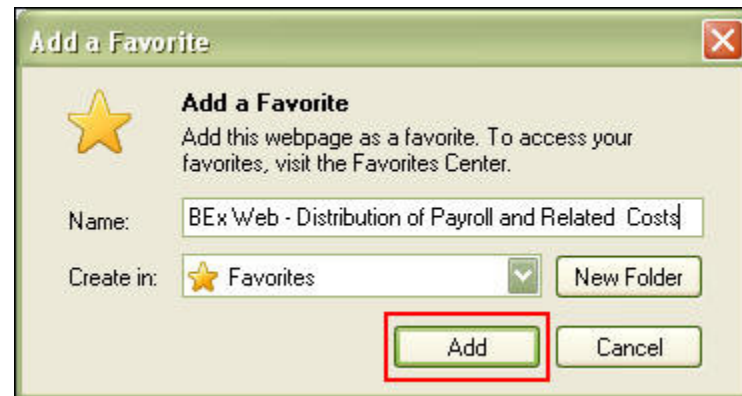 Add a Favorite
Add a Favorite
Add this webpage as a favorite. To access your
favorites, visit the Favorites Center.
Name: BEx Web - Distribution of Payroll and Related  Costs
Create in: Favorites New Folder
Add Cancel